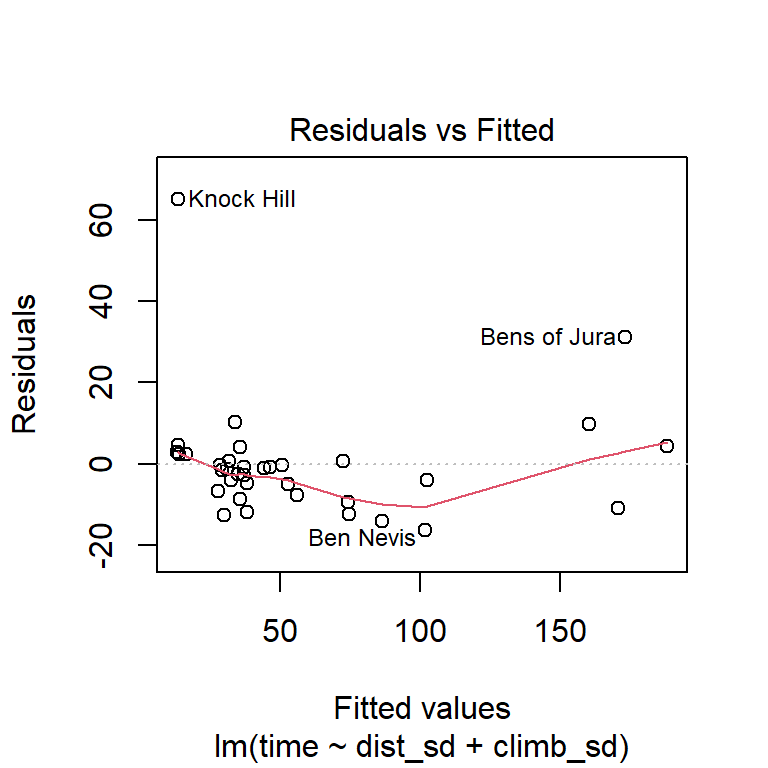 Residuals vs Fitted
Residuals
60
40
20
0
-20
Knock Hill
Bens of Jura
Ben Nevis
50 100 150
Fitted values
lm(time ~ dist_sd + climb_sd)